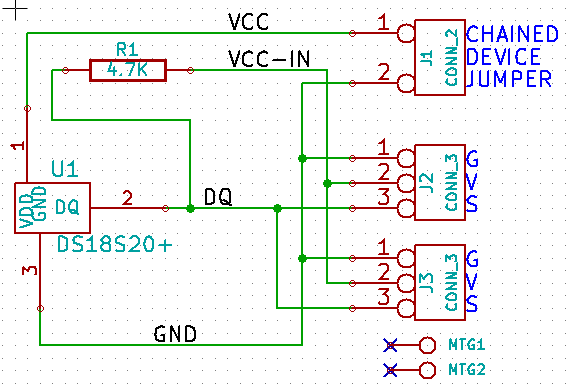 VCC
1
CHAINED
DEVICE
JUMPER
J1
CONN_2
2
R1
4.7K
VCC-IN
1
U1
VDD
GND
DQ
2
DQ
DS18S20+
3
GND
1
2
3
J2
CONN_3
G
V
S
1
2
3
J3
CONN_3
G
V
S
MTG1
MTG2